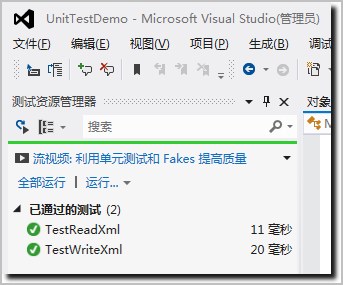 UnitTestDemo - Microsoft Visual Studio(管理员)
文件(F) 编辑(E) 视图(V) 项目(P) 生成(B) 调试
测试资源管理器
对象
搜索
流视频: 利用单元测试和 Fakes 提高质量
全部运行 | 运行...
已通过的测试 (2)
TestReadXml 11 毫秒
TestWriteXml 20 毫秒